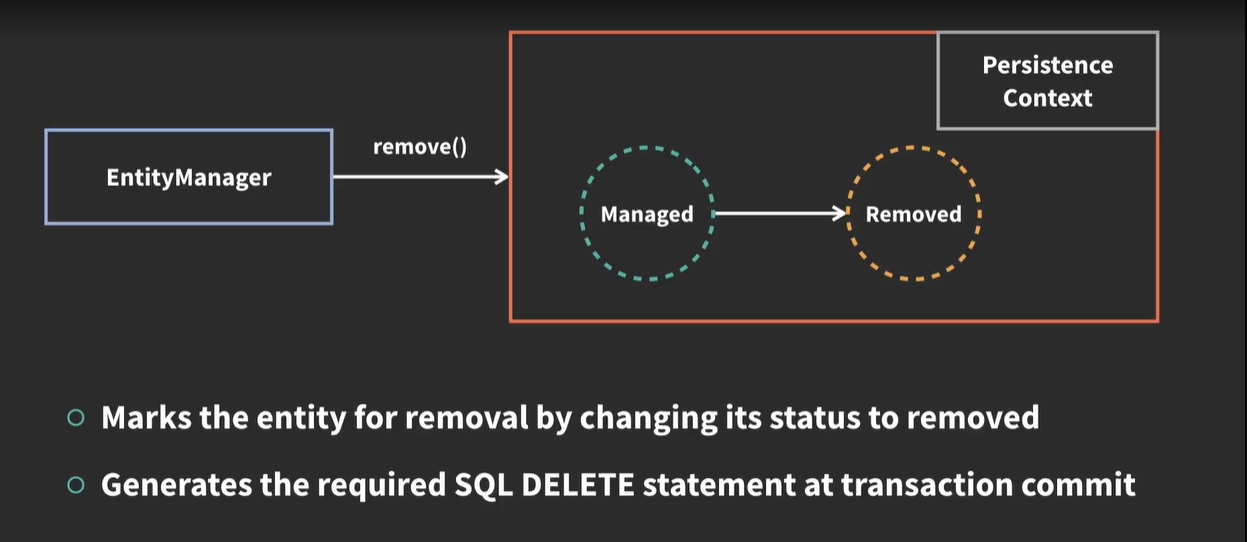 Persistence
Context
remove()
EntityManager
Managed
Removed
Marks the entity for removal by changing its status to removed
Generates the required SQL DELETE statement at transaction commit